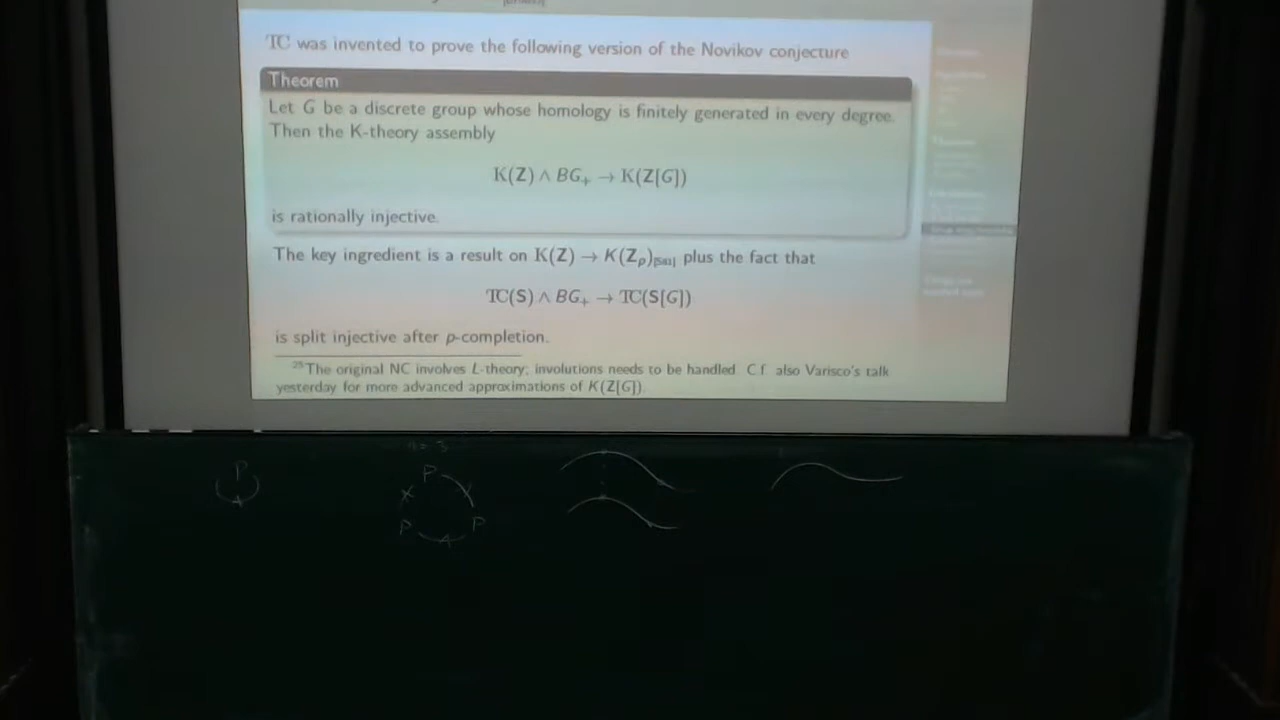 TC was invented to prove the following version of the Novikov conjecture
Theorem
Let G be a discrete group whose homology is finitely generated in every degree.
Then the K-theory assembly
K(Z) ∧ BG₊ → K(Z[G])
is rationally injective.
The key ingredient is a result on K(Z) → K(Zₚ) plus the fact that
TC(S) ∧ BG₊ → TC(S[G])
is split injective after p-completion.
The original NC involves L-theory; involutions needs to be handled. C.f. also Varisco's talk
yesterday for more advanced approximations of K(Z[G]).
P
P
P P